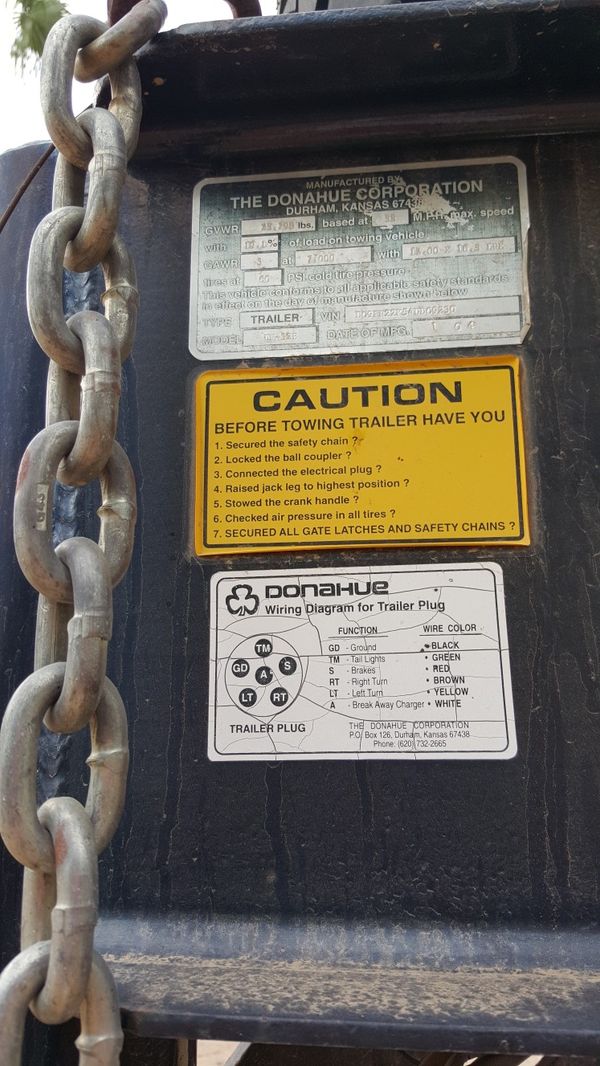 MANUFACTURED BY
THE DONAHUE CORPORATION
DURHAM, KANSAS 67438
GVWR lbs. based at M.P.H. max. speed
with of load on towing vehicle
GAWR 3 at 7,000 with
tires at PSI cold tire pressure
This vehicle conforms to all applicable safety standards
in effect on the day of manufacture shown below
TYPE TRAILER VIN
MODEL DATE OF MFG.
CAUTION
BEFORE TOWING TRAILER HAVE YOU
1. Secured the safety chain ?
2. Locked the ball coupler ?
3. Connected the electrical plug ?
4. Raised jack leg to highest position ?
5. Stowed the crank handle ?
6. Checked air pressure in all tires ?
7. SECURED ALL GATE LATCHES AND SAFETY CHAINS ?
DONAHUE
Wiring Diagram for Trailer Plug
FUNCTION WIRE COLOR
GD - Ground • BLACK
TM - Tail Lights • GREEN
S - Brakes • RED
RT - Right Turn • BROWN
LT - Left Turn • YELLOW
A - Break Away Charger • WHITE
TM
GD S
A
LT RT
TRAILER PLUG
THE DONAHUE CORPORATION
P.O. Box 126, Durham, Kansas 67438
Phone: (620) 732-2665